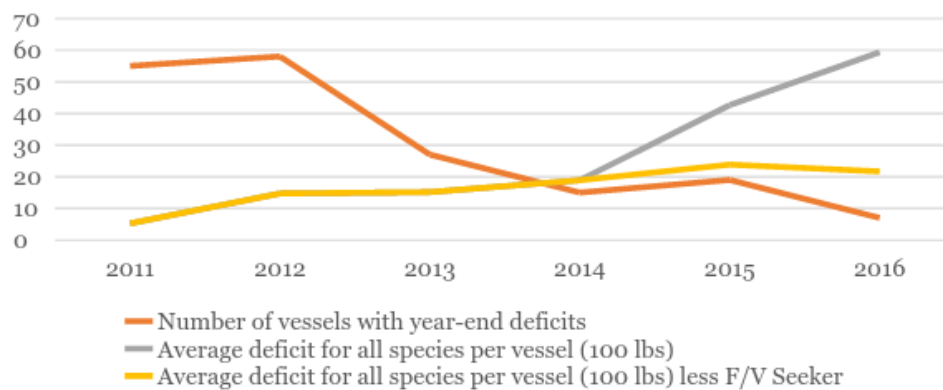 70
60
50
40
30
20
10
0
2011 2012 2013 2014 2015 2016
Number of vessels with year-end deficits
Average deficit for all species per vessel (100 lbs)
Average deficit for all species per vessel (100 lbs) less F/V Seeker